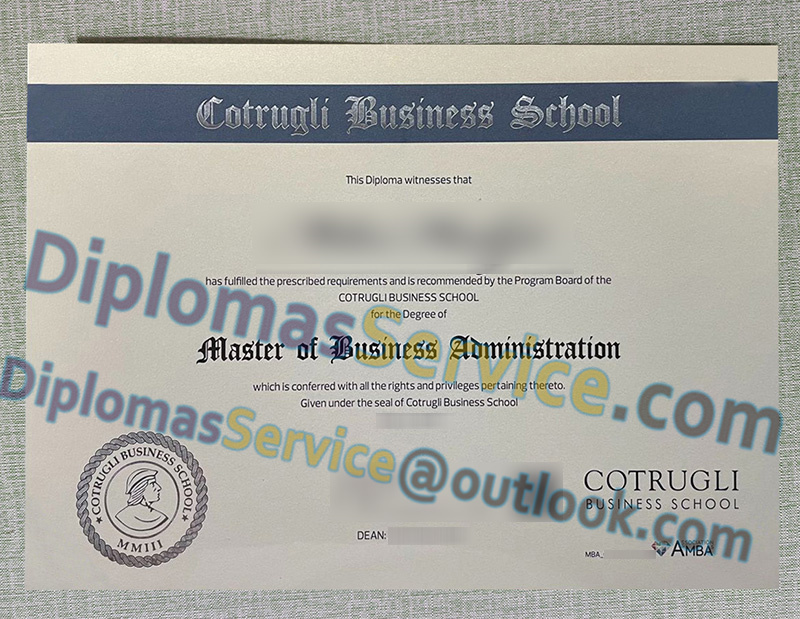 Cotrugli Business School
This Diploma witnesses that
has fulfilled the prescribed requirements and is recommended by the Program Board of the
COTRUGLI BUSINESS SCHOOL
for the Degree of
Master of Business Administration
which is conferred with all the rights and privileges pertaining thereto.
Given under the seal of Cotrugli Business School
DiplomasService.com
DiplomasService@outlook.com
COTRUGLI BUSINESS SCHOOL
MMIII
DEAN:
COTRUGLI
BUSINESS SCHOOL
MBA_
ASSOCIATION
AMBA